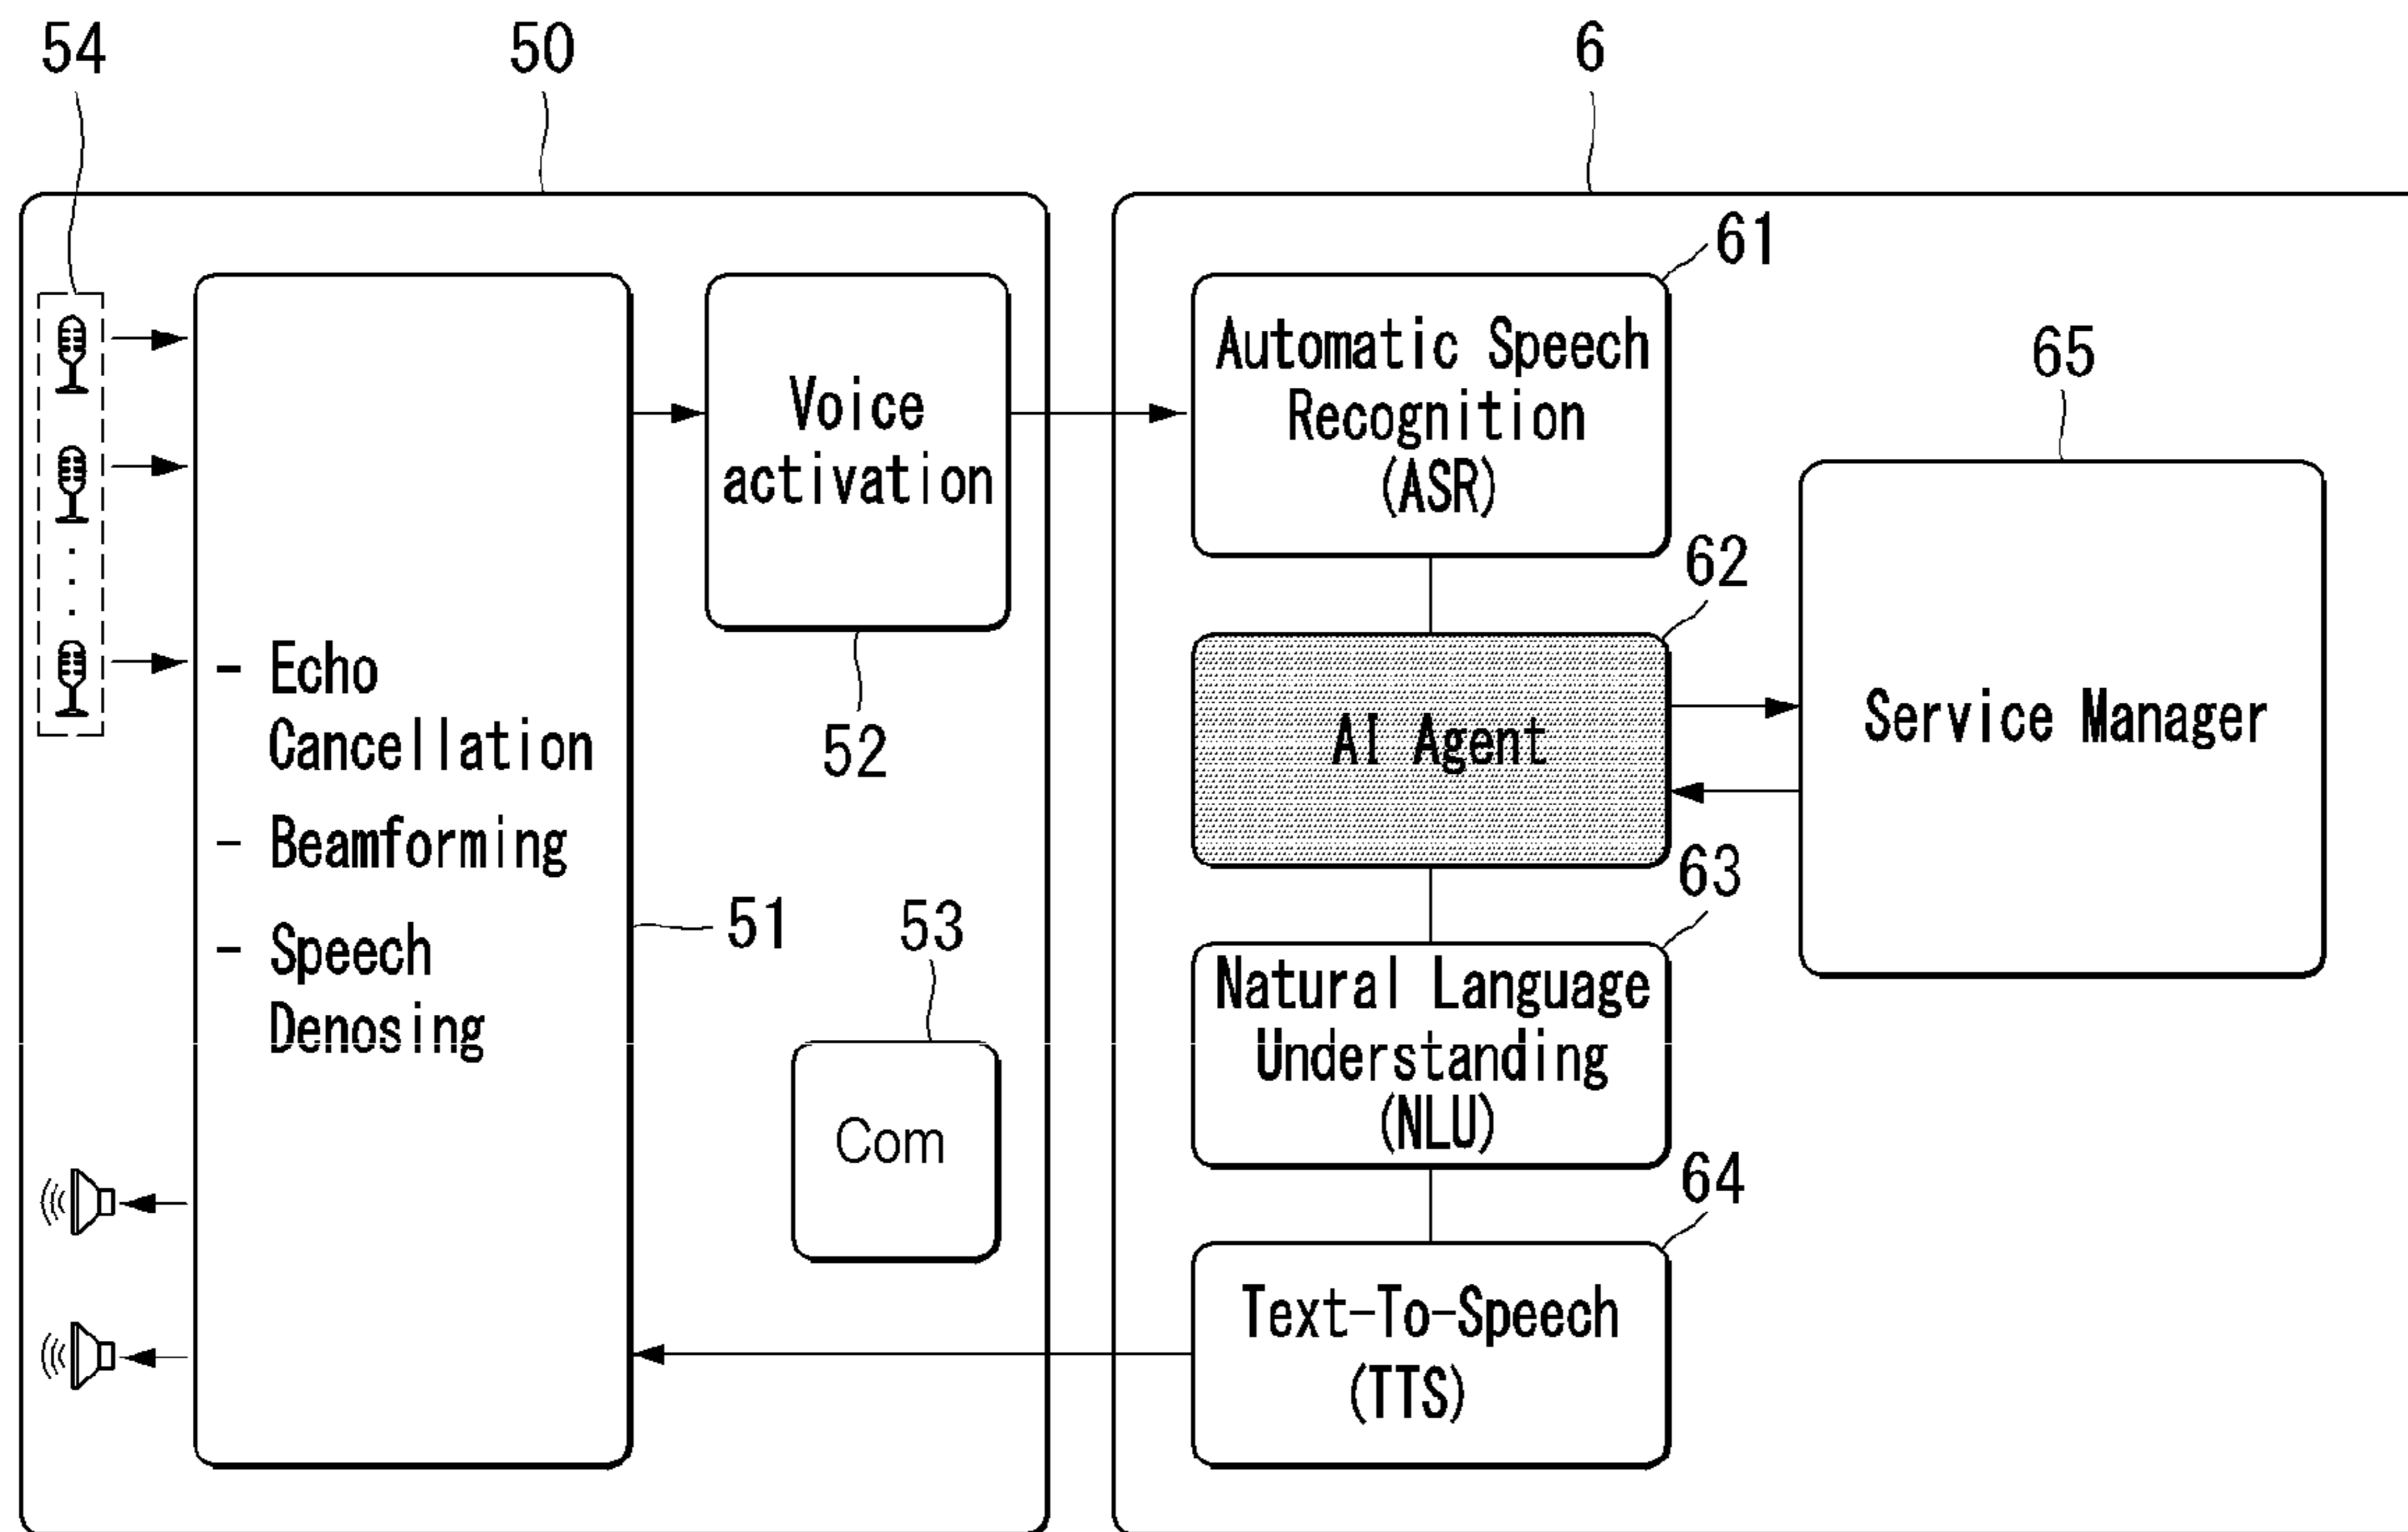 54
50
6
61
Automatic Speech
Recognition
(ASR)
Voice
activation
65
62
- Echo
Cancellation
52
AI Agent
Service Manager
- Beamforming
63
51
53
- Speech
Denosing
Natural Language
Understanding
(NLU)
Com
64
Text-To-Speech
(TTS)